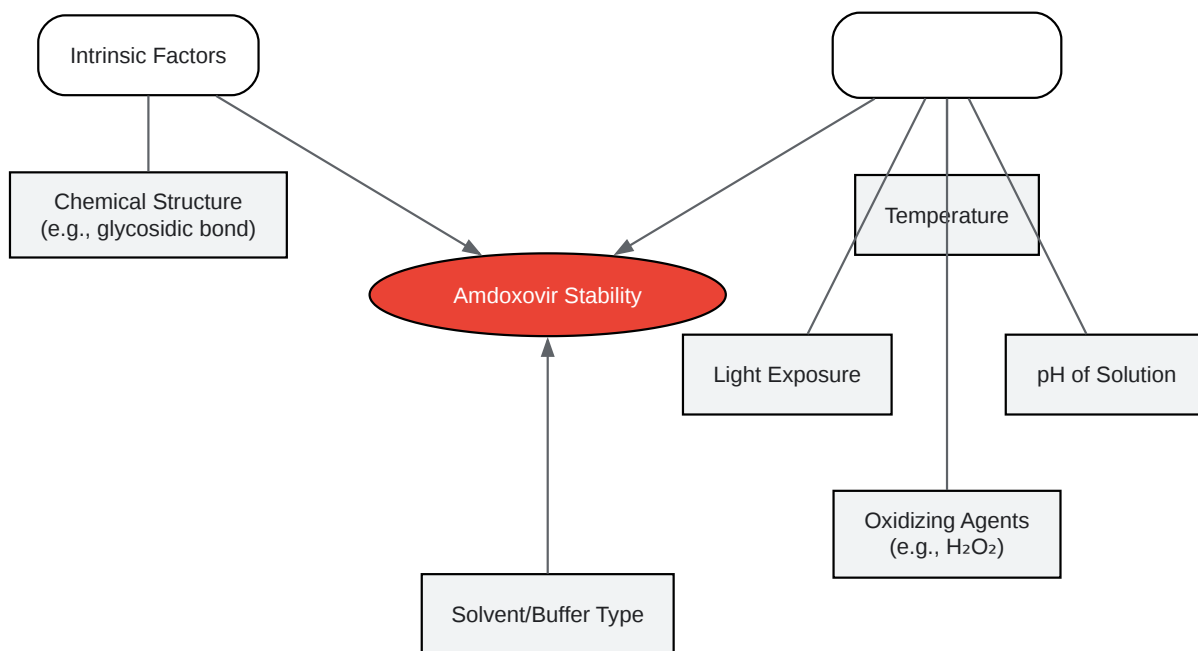 Intrinsic Factors
Chemical Structure
(e.g., glycosidic bond)
Temperature
Amdoxovir Stability
Light Exposure
pH of Solution
Oxidizing Agents
(e.g., H₂O₂)
Solvent/Buffer Type